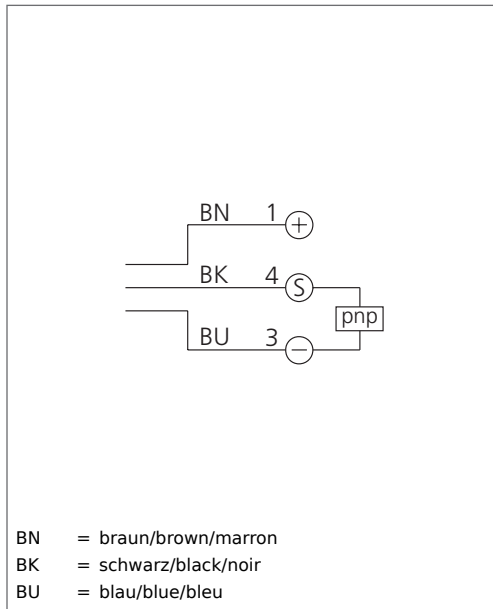 BN 1 +
BK 4 S
pnp
BU 3 −
BN = braun/brown/marron
BK = schwarz/black/noir
BU = blau/blue/bleu